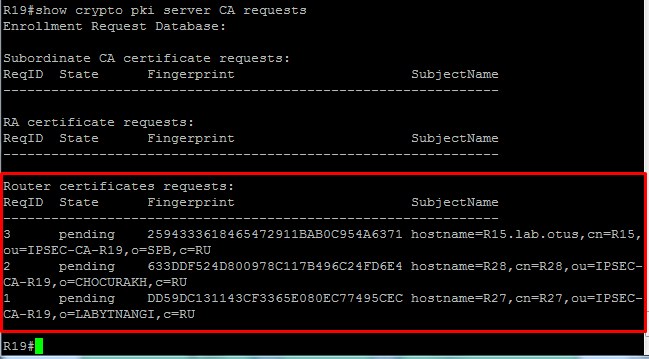 R19#show crypto pki server CA requests
Enrollment Request Database:
Subordinate CA certificate requests:
ReqID  State      Fingerprint                      SubjectName
--------------------------------------------------------------
RA certificate requests:
ReqID  State      Fingerprint                      SubjectName
--------------------------------------------------------------
Router certificates requests:
ReqID  State      Fingerprint                      SubjectName
--------------------------------------------------------------
3      pending    2594333618465472911BAB0C954A6371 hostname=R15.lab.otus,cn=R15,
ou=IPSEC-CA-R19,o=SPB,c=RU
2      pending    633DDF524D800978C117B496C24FD6E4 hostname=R28,cn=R28,ou=IPSEC-
CA-R19,o=CHOCURAKH,c=RU
1      pending    DD59DC131143CF3365E080EC77495CEC hostname=R27,cn=R27,ou=IPSEC-
CA-R19,o=LABYTNANGI,c=RU
R19#